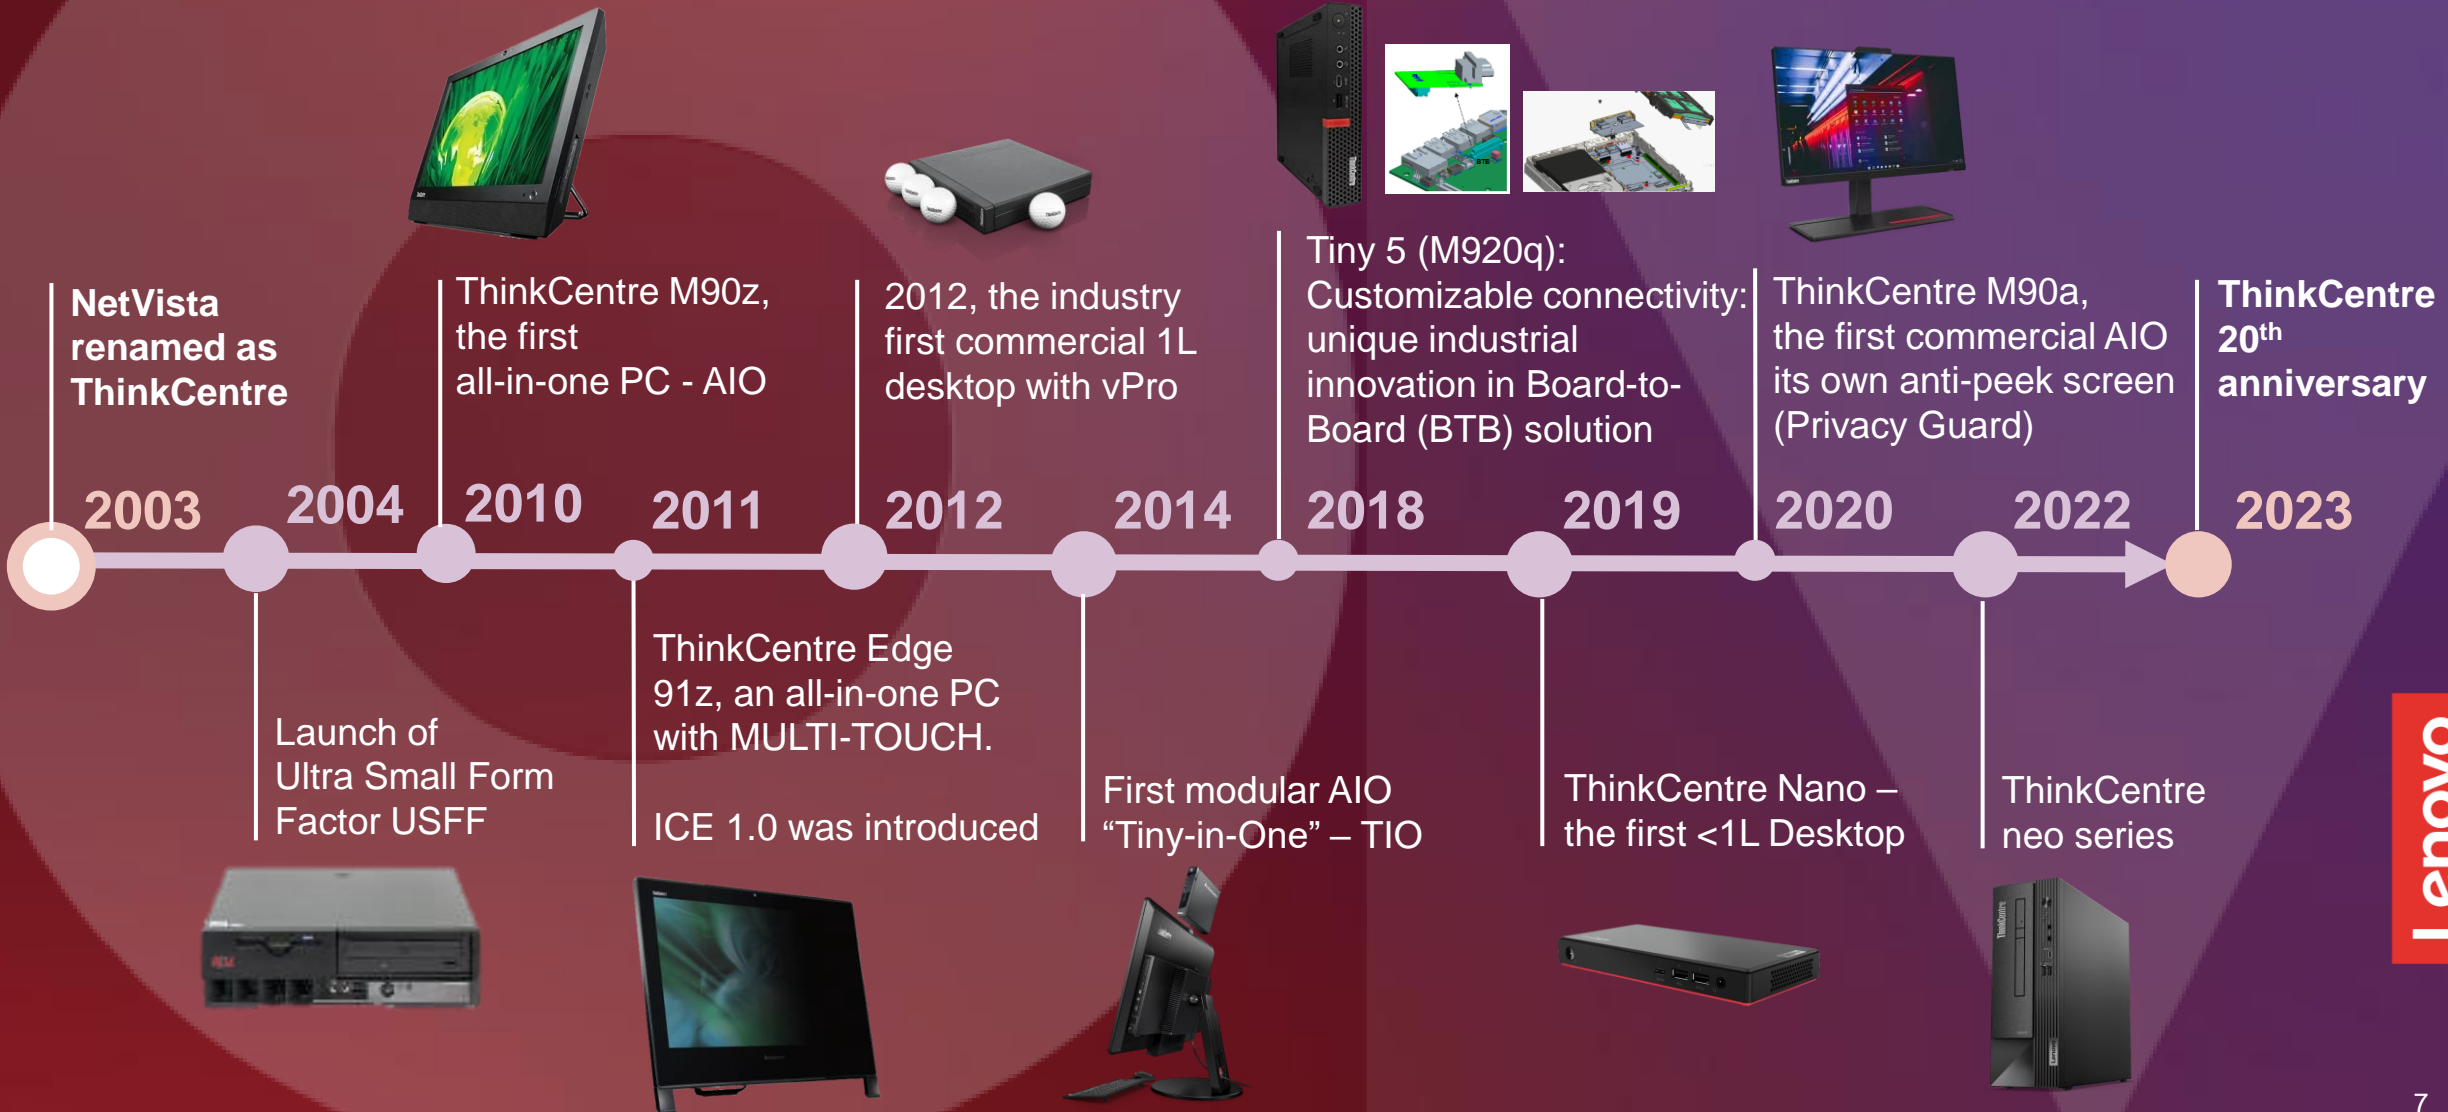 NetVista
renamed as
ThinkCentre
2003
2004
Launch of
Ultra Small Form
Factor USFF
ThinkCentre M90z,
the first
all-in-one PC - AIO
2010
2011
ThinkCentre Edge
91z, an all-in-one PC
with MULTI-TOUCH.
ICE 1.0 was introduced
2012, the industry
first commercial 1L
desktop with vPro
2012
2014
First modular AIO
“Tiny-in-One” – TIO
ThinkCentre
BTB
Tiny 5 (M920q):
Customizable connectivity:
unique industrial
innovation in Board-to-
Board (BTB) solution
2018
2019
ThinkCentre Nano –
the first <1L Desktop
ThinkCentre M90a,
the first commercial AIO
its own anti-peek screen
(Privacy Guard)
2020
2022
ThinkCentre
neo series
ThinkCentre
Lenovo
ThinkCentre
20th
anniversary
2023
Lenovo
7